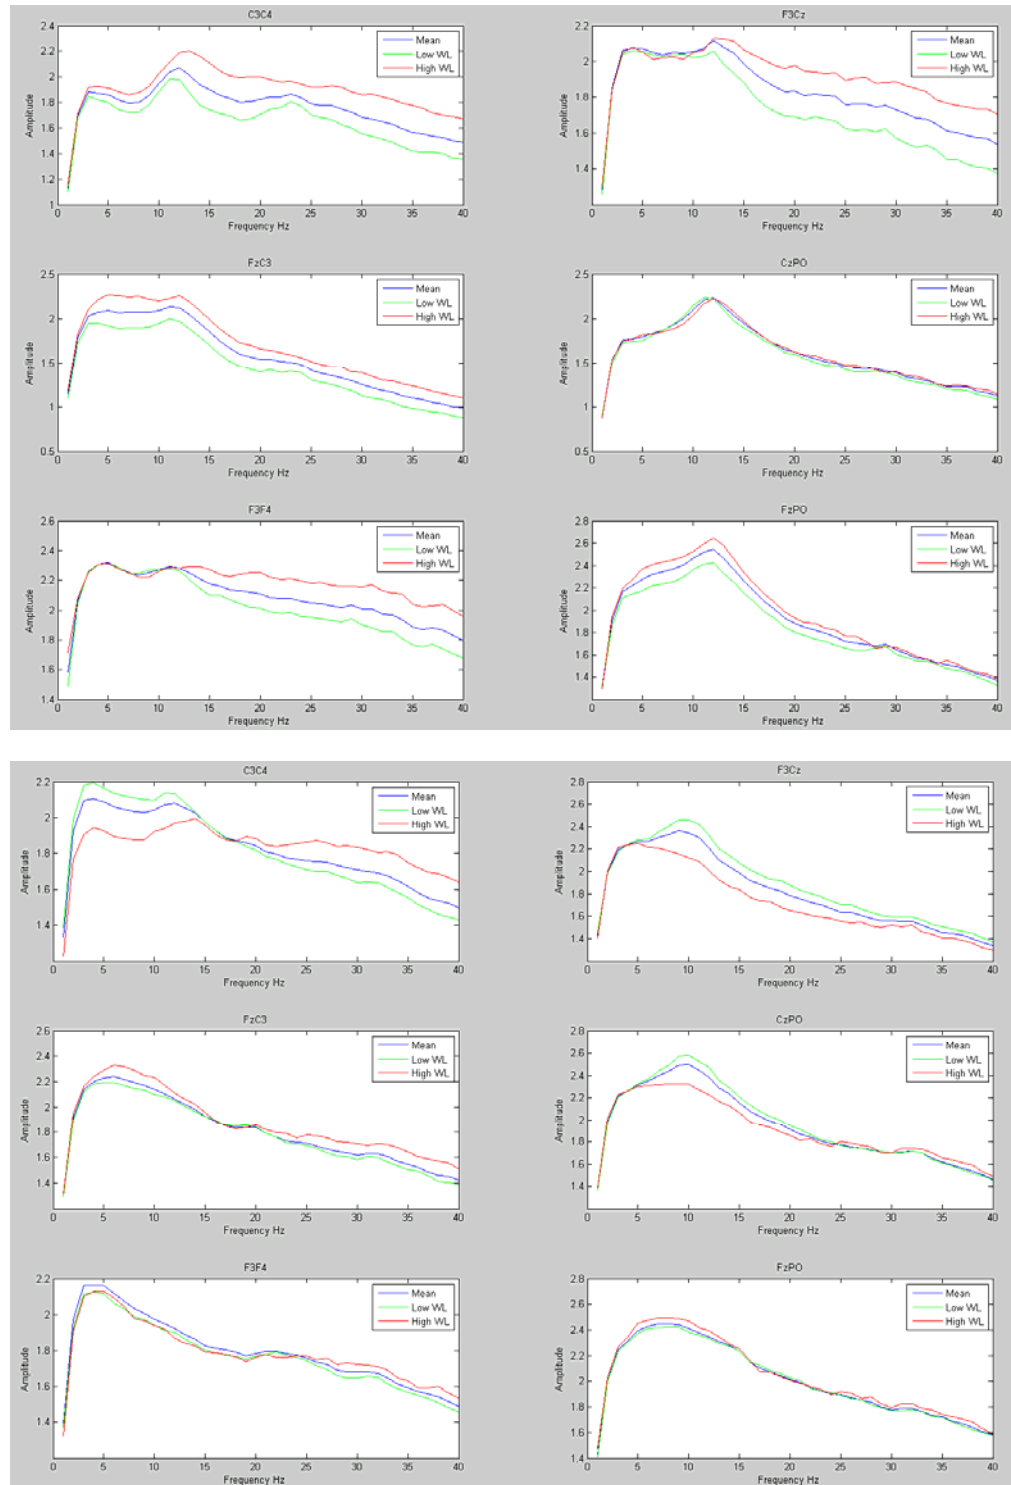 C3C4
2.4
2.2
2
1.8
1.6
1.4
1.2
1
Amplitude
0 5 10 15 20 25 30 35 40
Frequency Hz
Mean
Low WL
High WL
F3Cz
2.2
2
1.8
1.6
1.4
Amplitude
0 5 10 15 20 25 30 35 40
Frequency Hz
Mean
Low WL
High WL
FzC3
2.5
2
1.5
1
0.5
Amplitude
0 5 10 15 20 25 30 35 40
Frequency Hz
Mean
Low WL
High WL
CzPO
2.5
2
1.5
1
0.5
Amplitude
0 5 10 15 20 25 30 35 40
Frequency Hz
Mean
Low WL
High WL
F3F4
2.6
2.4
2.2
2
1.8
1.6
1.4
Amplitude
0 5 10 15 20 25 30 35 40
Frequency Hz
Mean
Low WL
High WL
FzPO
2.8
2.6
2.4
2.2
2
1.8
1.6
1.4
Amplitude
0 5 10 15 20 25 30 35 40
Frequency Hz
Mean
Low WL
High WL
C3C4
2.2
2
1.8
1.6
1.4
Amplitude
0 5 10 15 20 25 30 35 40
Frequency Hz
Mean
Low WL
High WL
F3Cz
2.8
2.6
2.4
2.2
2
1.8
1.6
1.4
Amplitude
0 5 10 15 20 25 30 35 40
Frequency Hz
Mean
Low WL
High WL
FzC3
2.6
2.4
2.2
2
1.8
1.6
1.4
Amplitude
0 5 10 15 20 25 30 35 40
Frequency Hz
Mean
Low WL
High WL
CzPO
2.8
2.6
2.4
2.2
2
1.8
1.6
1.4
Amplitude
0 5 10 15 20 25 30 35 40
Frequency Hz
Mean
Low WL
High WL
F3F4
2.2
2
1.8
1.6
1.4
Amplitude
0 5 10 15 20 25 30 35 40
Frequency Hz
Mean
Low WL
High WL
FzPO
2.8
2.6
2.4
2.2
2
1.8
1.6
1.4
Amplitude
0 5 10 15 20 25 30 35 40
Frequency Hz
Mean
Low WL
High WL